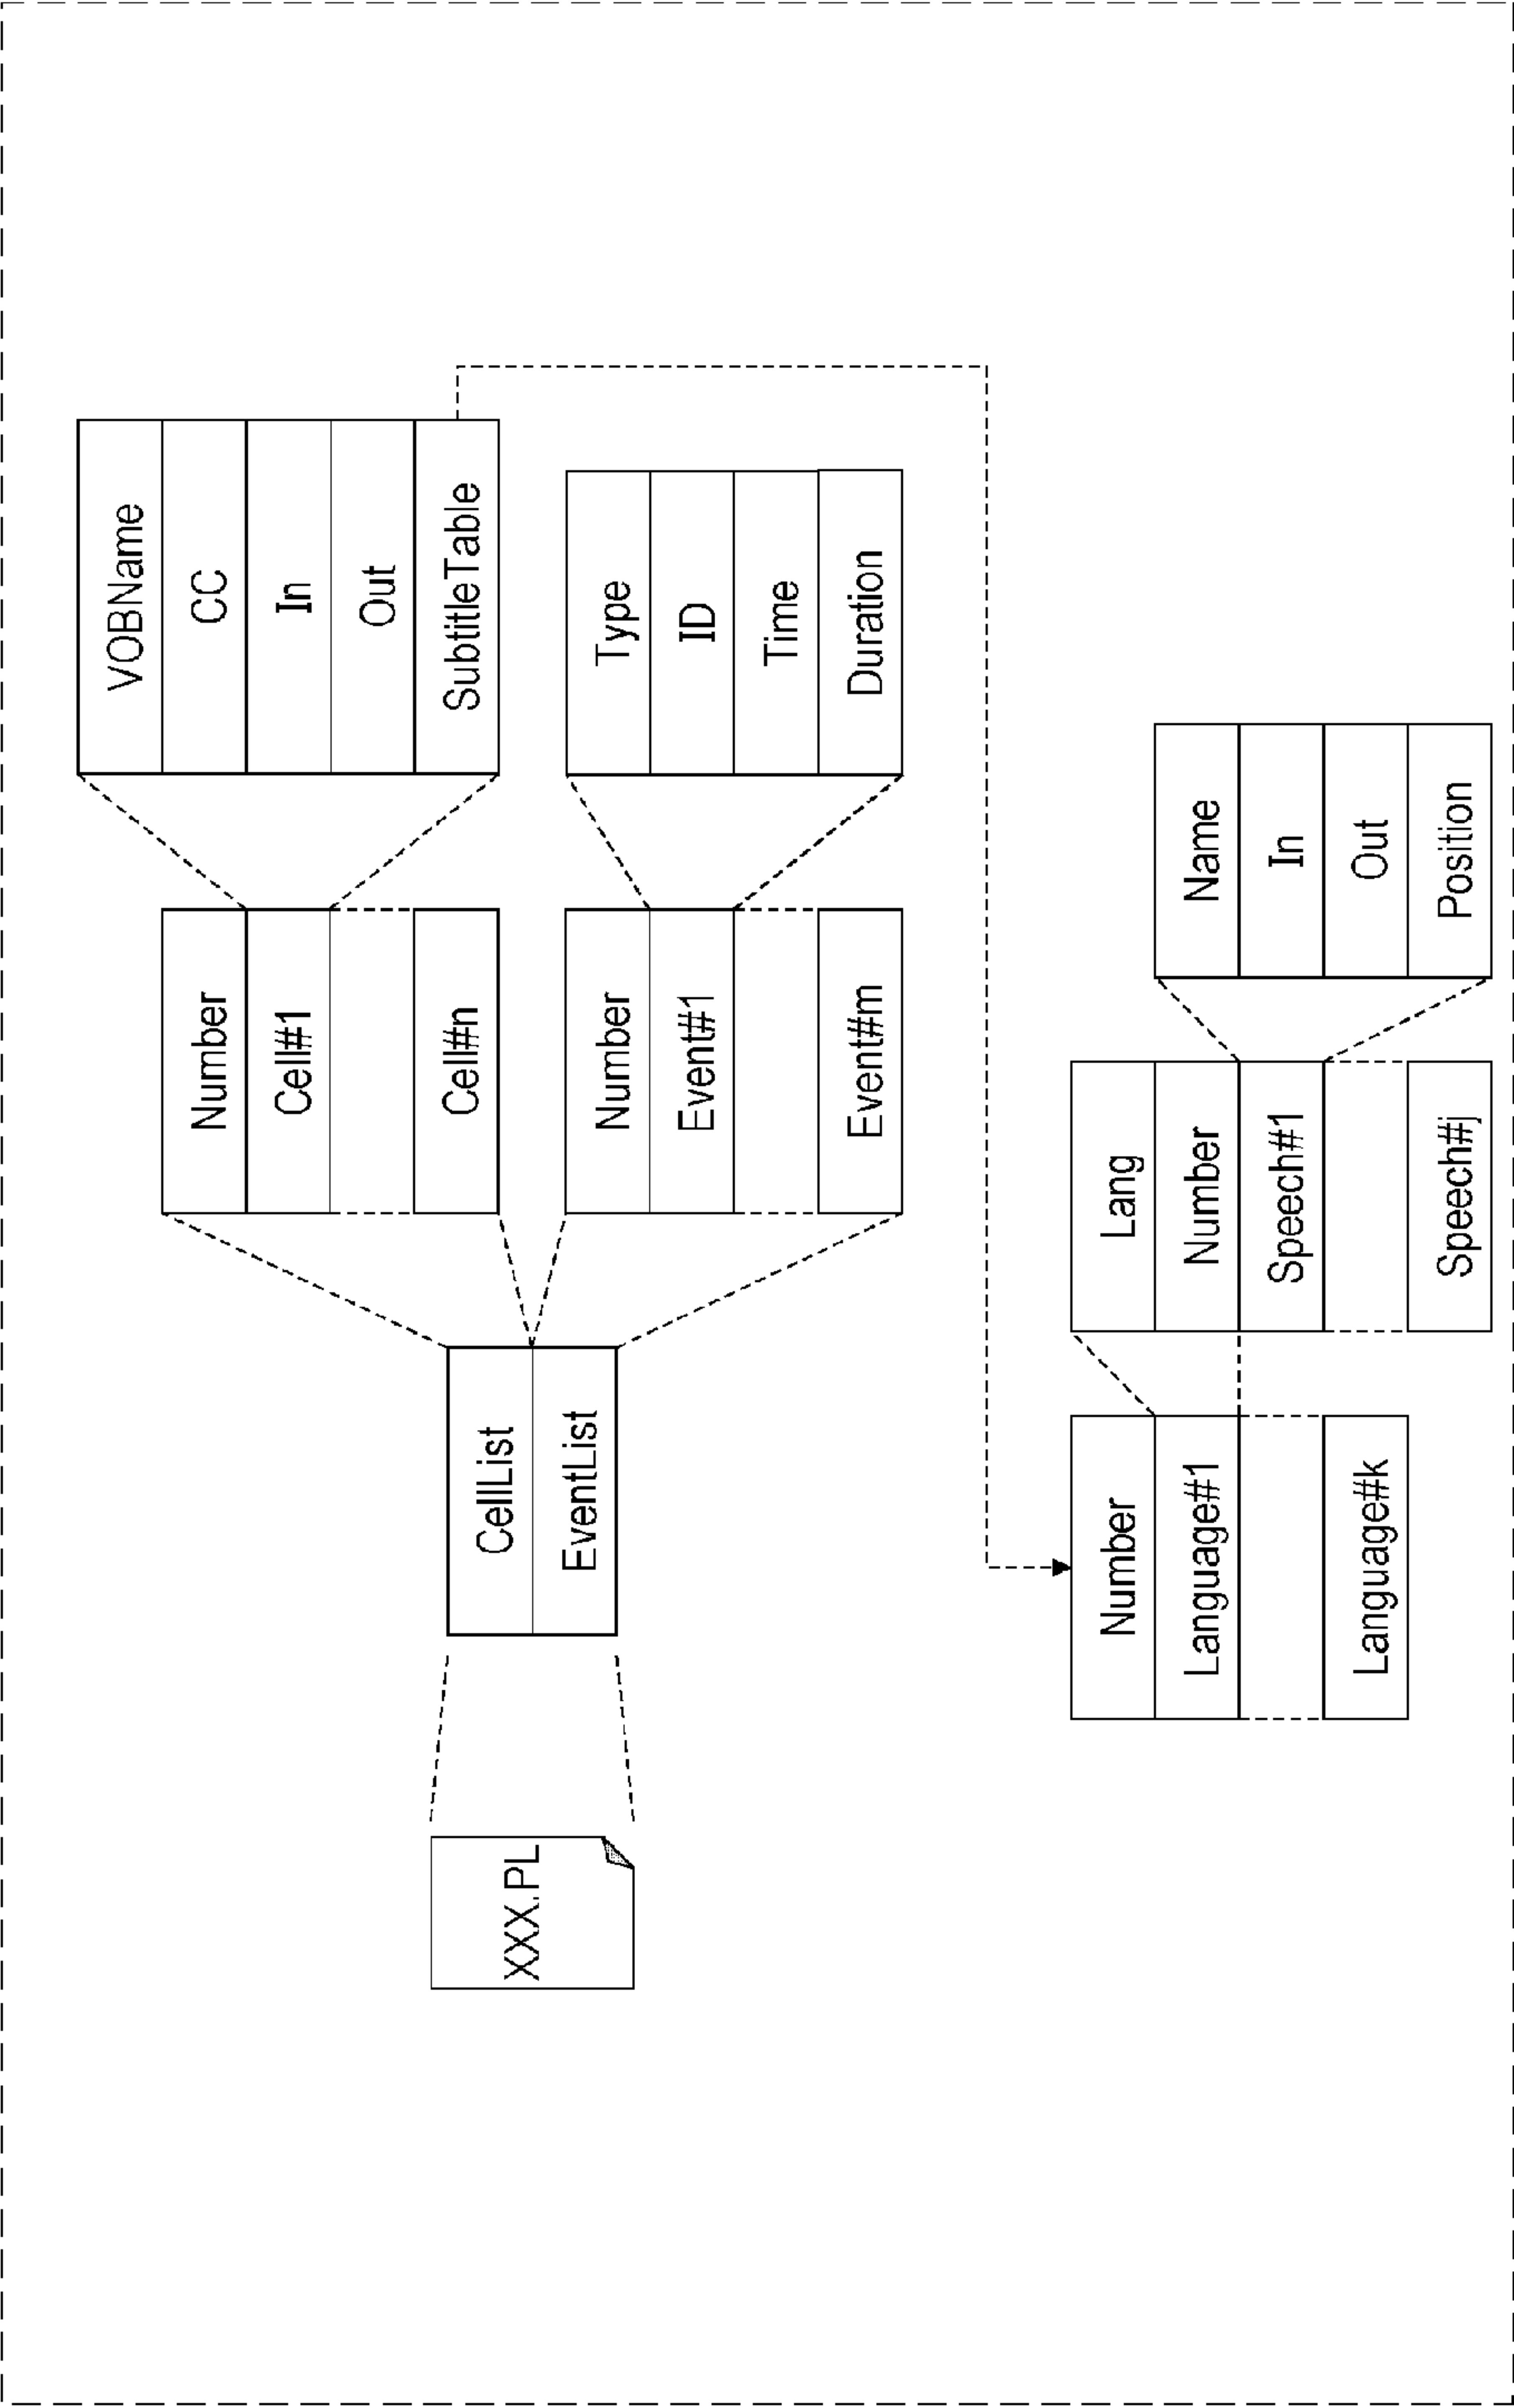 XXX.PL
CellList
EventList
Number
Cell#1
Cell#n
VOBName
CC
In
Out
SubtitleTable
Number
Event#1
Event#m
Type
ID
Time
Duration
Number
Language#1
Language#k
Lang
Number
Speech#1
Speech#j
Name
In
Out
Position